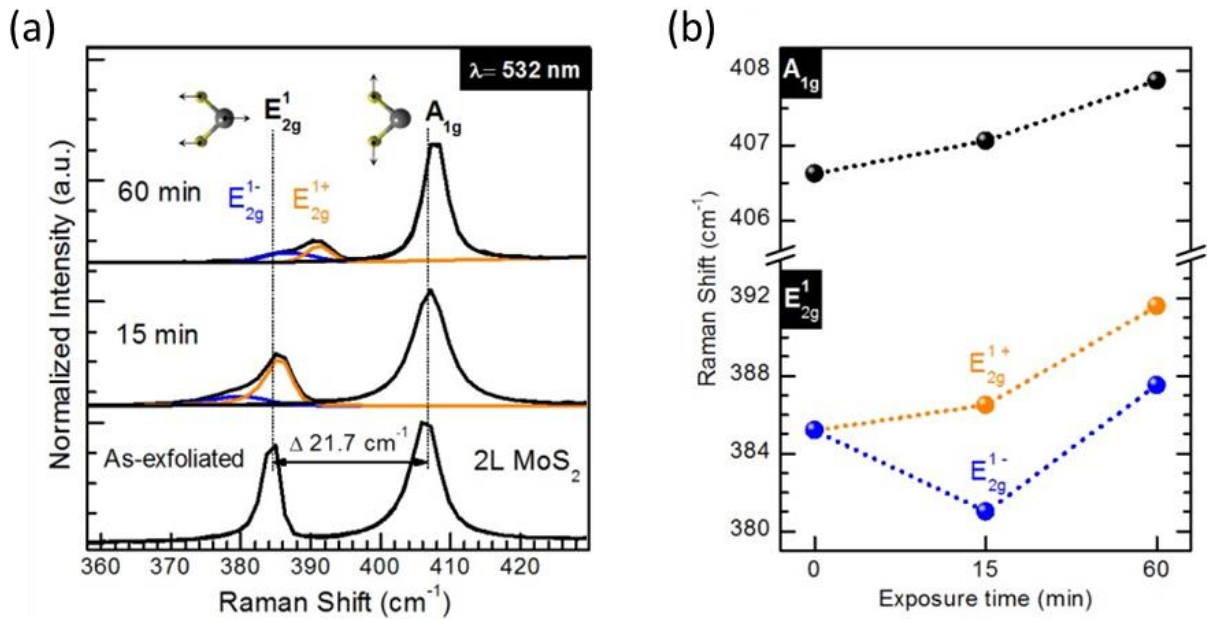 (a)
λ= 532 nm
E¹₂g
A₁g
60 min
E¹⁻₂g
E¹⁺₂g
15 min
As-exfoliated
Δ 21.7 cm⁻¹
2L MoS₂
Normalized Intensity (a.u.)
360 370 380 390 400 410 420
Raman Shift (cm⁻¹)
(b)
A₁g
408
407
406
E¹₂g
392
388
384
380
E¹⁺₂g
E¹⁻₂g
Raman Shift (cm⁻¹)
0 15 60
Exposure time (min)